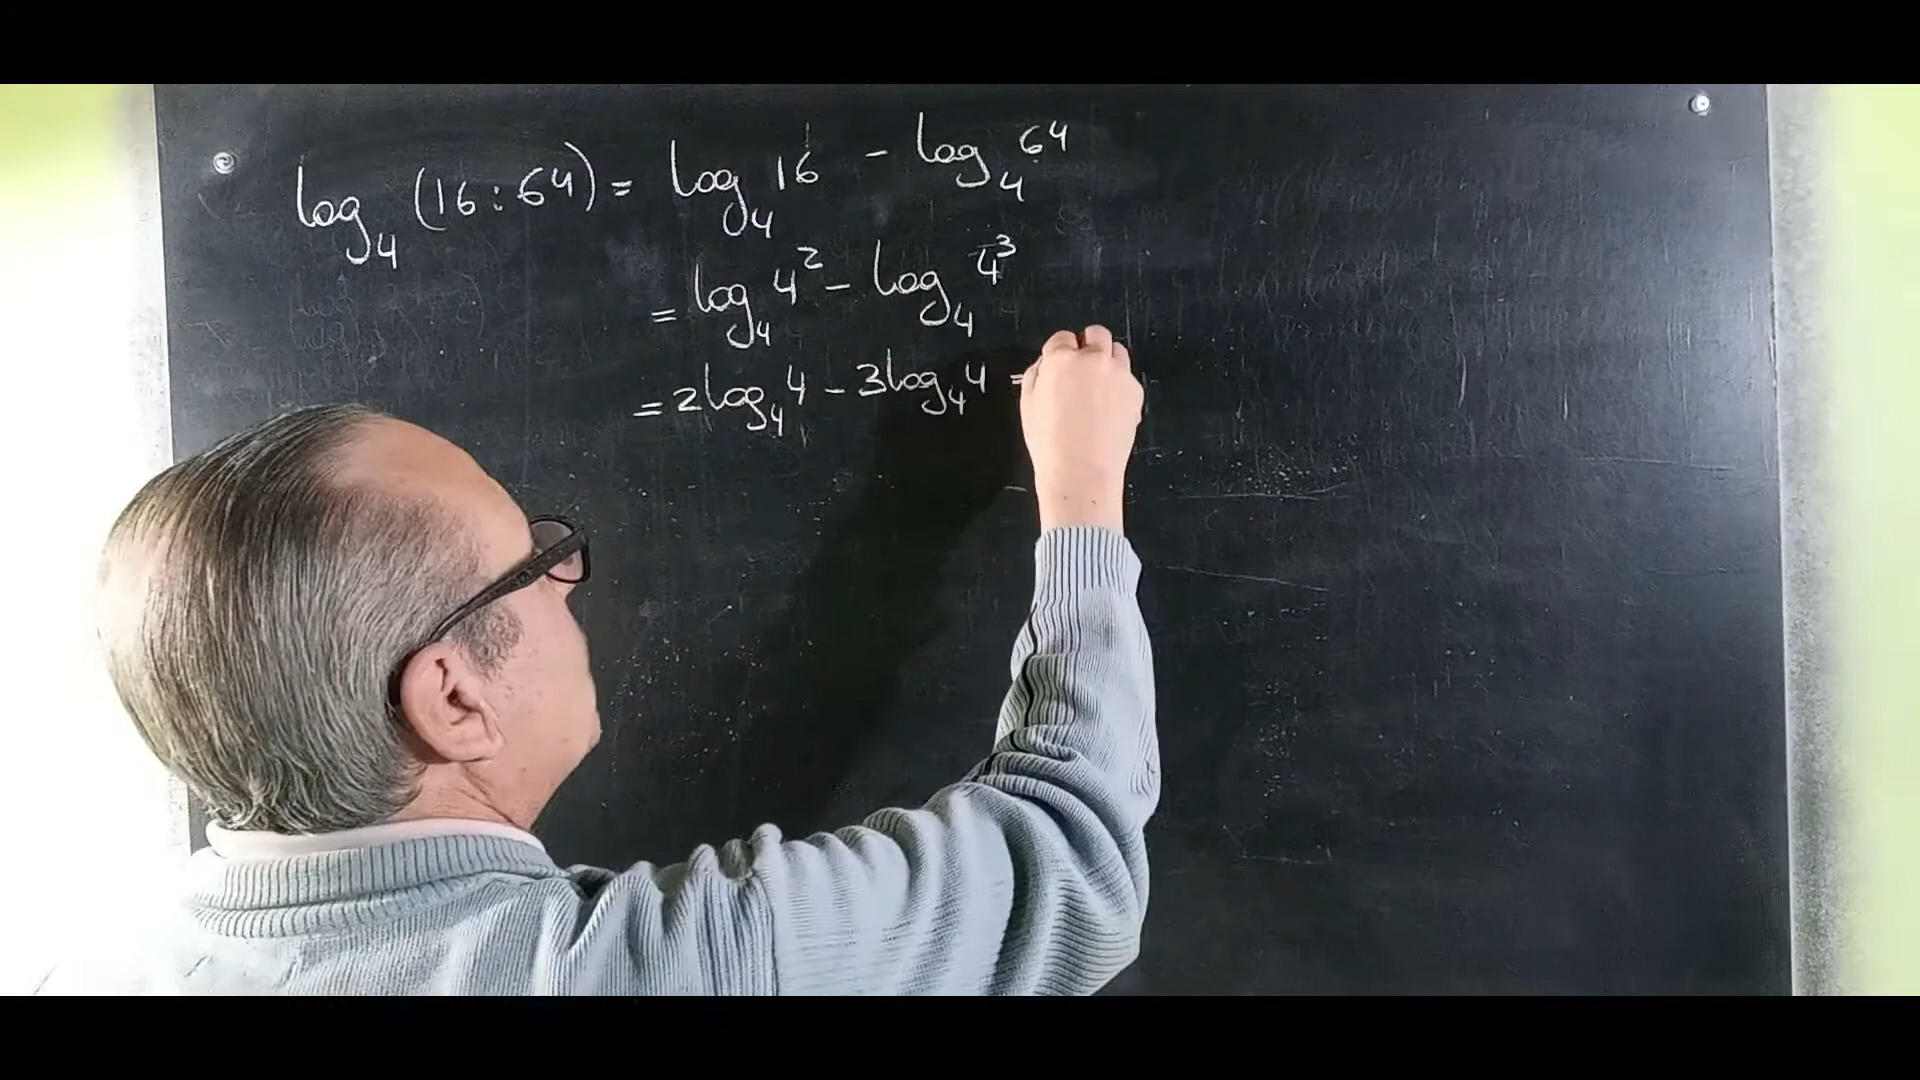 log₄ (16:64) = log₄ 16 - log₄ 64
= log₄ 4² - log₄ 4³
= 2log₄ 4 - 3log₄ 4 =